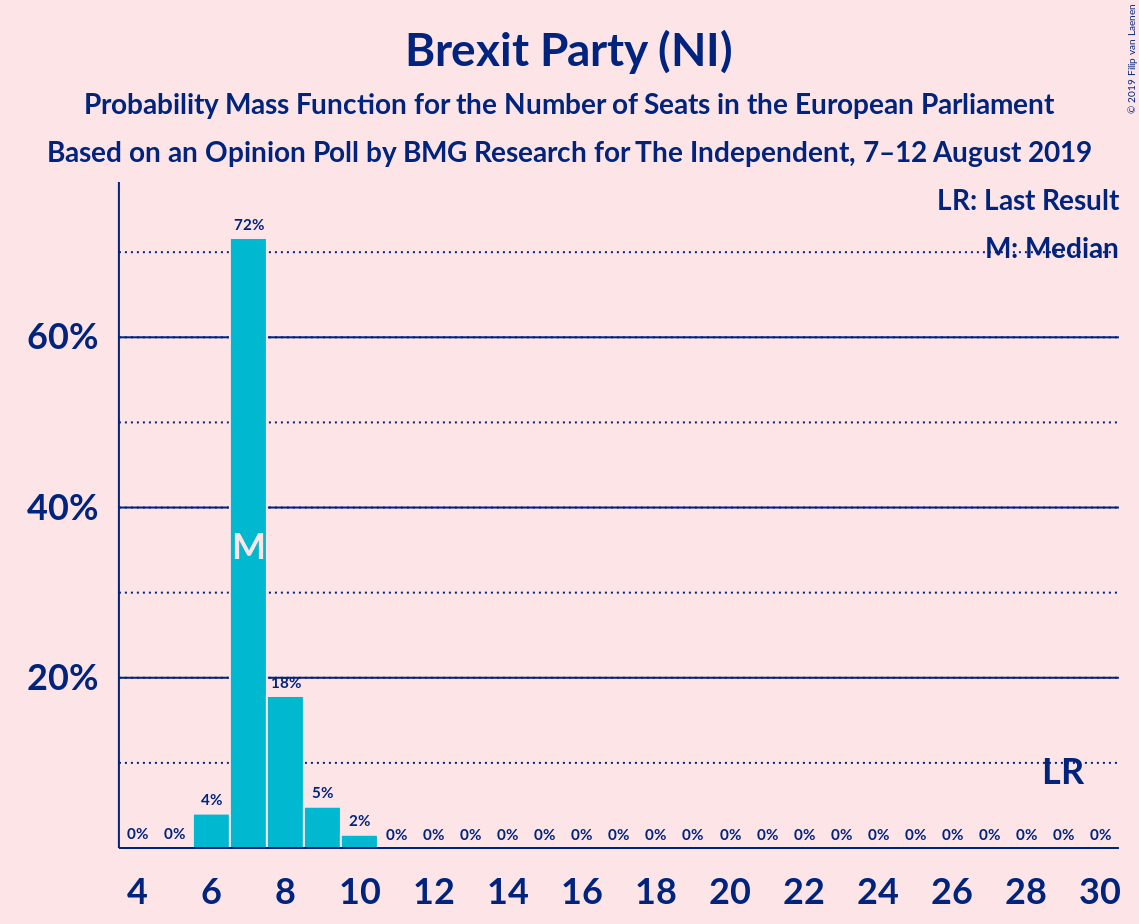 Brexit Party (NI)
Probability Mass Function for the Number of Seats in the European Parliament
Based on an Opinion Poll by BMG Research for The Independent, 7–12 August 2019
© 2019 Filip van Laenen
LR: Last Result
M: Median
72%
60%
40%
M
20%
18%
LR
0% 0% 4% 5% 2% 0% 0% 0% 0% 0% 0% 0% 0% 0% 0% 0% 0% 0% 0% 0% 0% 0% 0% 0% 0%
4 6 8 10 12 14 16 18 20 22 24 26 28 30